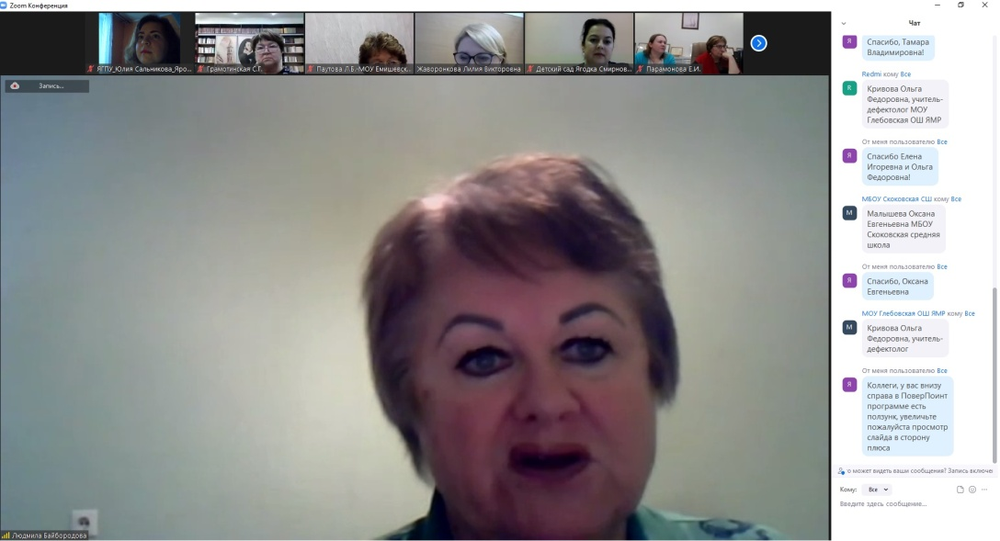 Zoom Конференция
ЯГПУ_Юлия Сальникова_Яро...
Грамотинская С.Г.
Паутова Л.В.-МОУ Емишевск...
Жаворонкова Лилия Викторовна
Детский сад Ягодка Смирнов...
Парамонова Е.И.
Запись...
Людмила Байбородова
Чат
Я
Спасибо, Тамара
Владимировна!
Redmi кому Все
R
Кривова Ольга
Федоровна, учитель-
дефектолог МОУ
Глебовская ОШ ЯМР
От меня пользователю Все
Я
Спасибо Елена
Игоревна и Ольга
Федоровна!
МБОУ Скоковская СШ кому Все
М
Малышева Оксана
Евгеньевна МБОУ
Скоковская средняя
школа
От меня пользователю Все
Я
Спасибо, Оксана
Евгеньевна
МОУ Глебовская ОШ ЯМР кому Все
М
Кривова Ольга
Федоровна, учитель-
дефектолог
От меня пользователю Все
Я
Коллеги, у вас внизу
справа в ПоверПоинт
программе есть
ползунк, увеличьте
пожалуйста просмотр
слайда в сторону
плюса
о может видеть ваши сообщения? Запись включе
Кому: Все
Введите здесь сообщение...